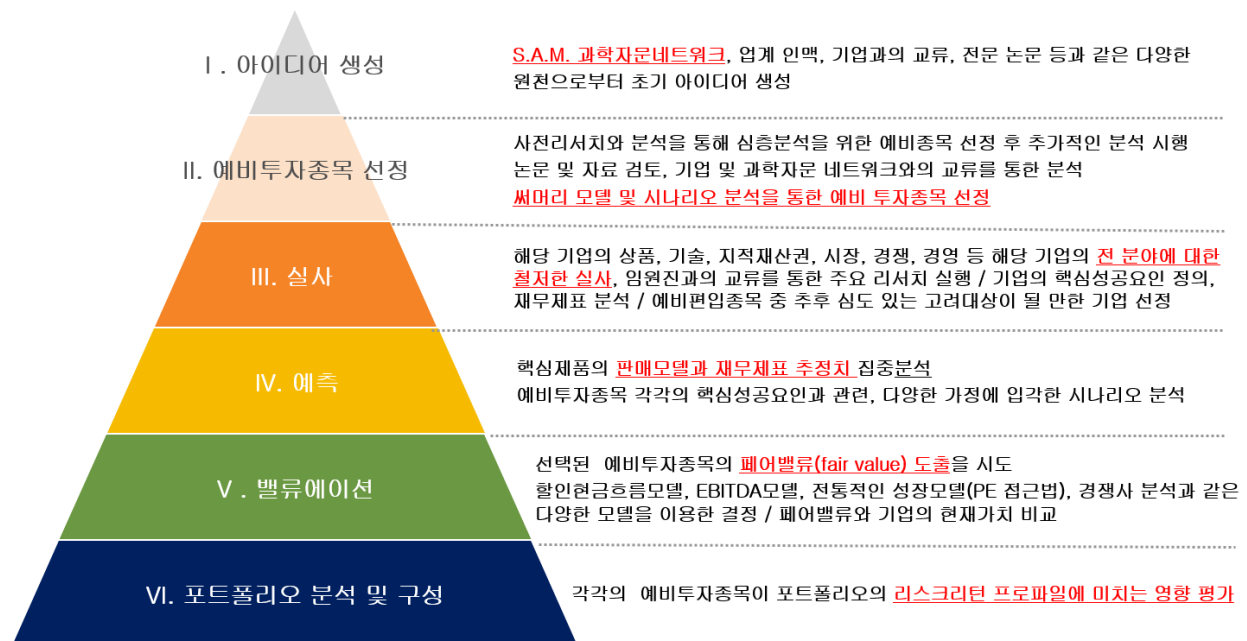 Ⅰ. 아이디어 생성
S.A.M. 과학자문네트워크, 업계 인맥, 기업과의 교류, 전문 논문 등과 같은 다양한
원천으로부터 초기 아이디어 생성
Ⅱ. 예비투자종목 선정
사전리서치와 분석을 통해 심층분석을 위한 예비종목 선정 후 추가적인 분석 시행
논문 및 자료 검토, 기업 및 과학자문 네트워크와의 교류를 통한 분석
써머리 모델 및 시나리오 분석을 통한 예비 투자종목 선정
Ⅲ. 실사
해당 기업의 상품, 기술, 지적재산권, 시장, 경쟁, 경영 등 해당 기업의 전 분야에 대한
철저한 실사, 임원진과의 교류를 통한 주요 리서치 실행 / 기업의 핵심성공요인 정의,
재무제표 분석 / 예비편입종목 중 추후 심도 있는 고려대상이 될 만한 기업 선정
Ⅳ. 예측
핵심제품의 판매모델과 재무제표 추정치 집중분석
예비투자종목 각각의 핵심성공요인과 관련, 다양한 가정에 입각한 시나리오 분석
Ⅴ. 밸류에이션
선택된 예비투자종목의 페어밸류(fair value) 도출을 시도
할인현금흐름모델, EBITDA모델, 전통적인 성장모델(PE 접근법), 경쟁사 분석과 같은
다양한 모델을 이용한 결정 / 페어밸류와 기업의 현재가치 비교
Ⅵ. 포트폴리오 분석 및 구성
각각의 예비투자종목이 포트폴리오의 리스크리턴 프로파일에 미치는 영향 평가